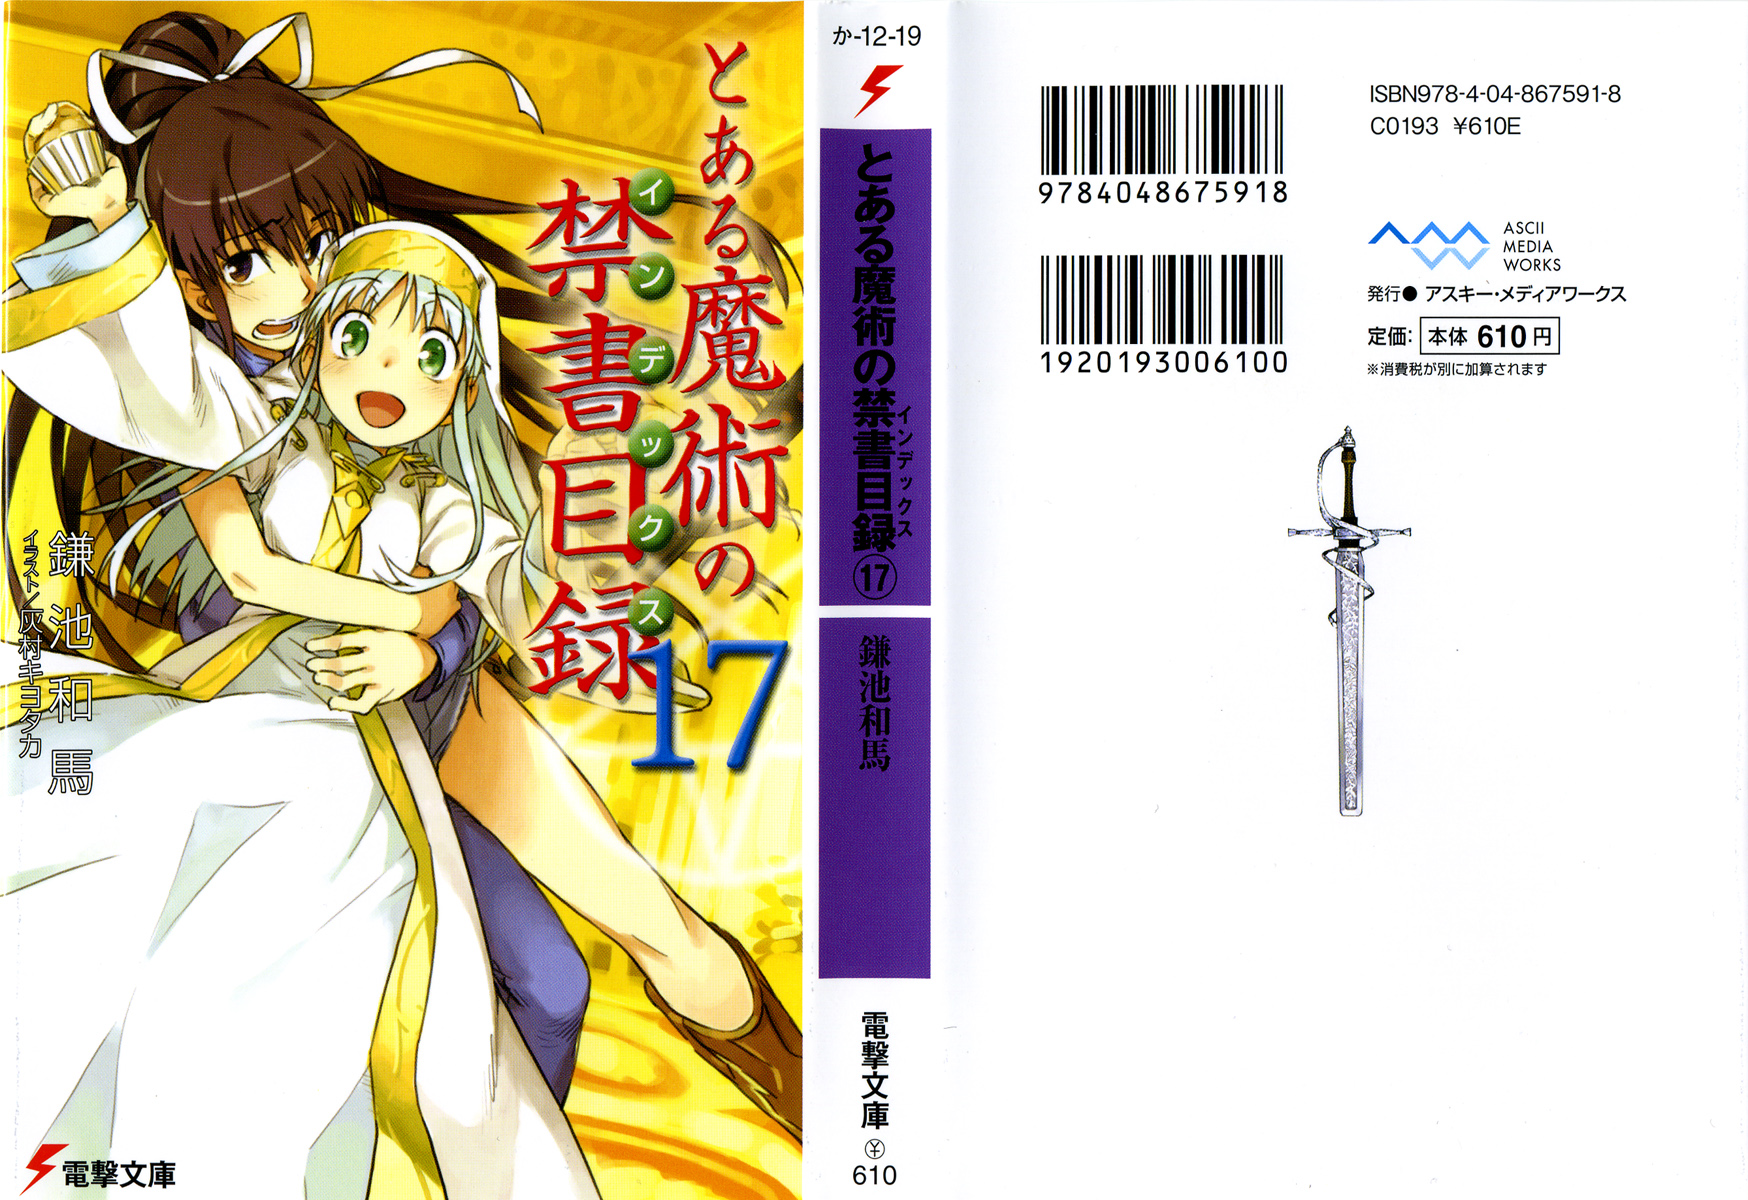 とある魔術の
禁書目録
インデックス
17
鎌池和馬
イラスト／灰村キヨタカ
電撃文庫
か-12-19
とある魔術の禁書目録⑰
インデックス
鎌池和馬
電撃文庫
¥
610
9784048675918
1920193006100
ISBN978-4-04-867591-8
C0193 ¥610E
ASCII
MEDIA
WORKS
発行●アスキー・メディアワークス
定価: 本体 610 円
※消費税が別に加算されます